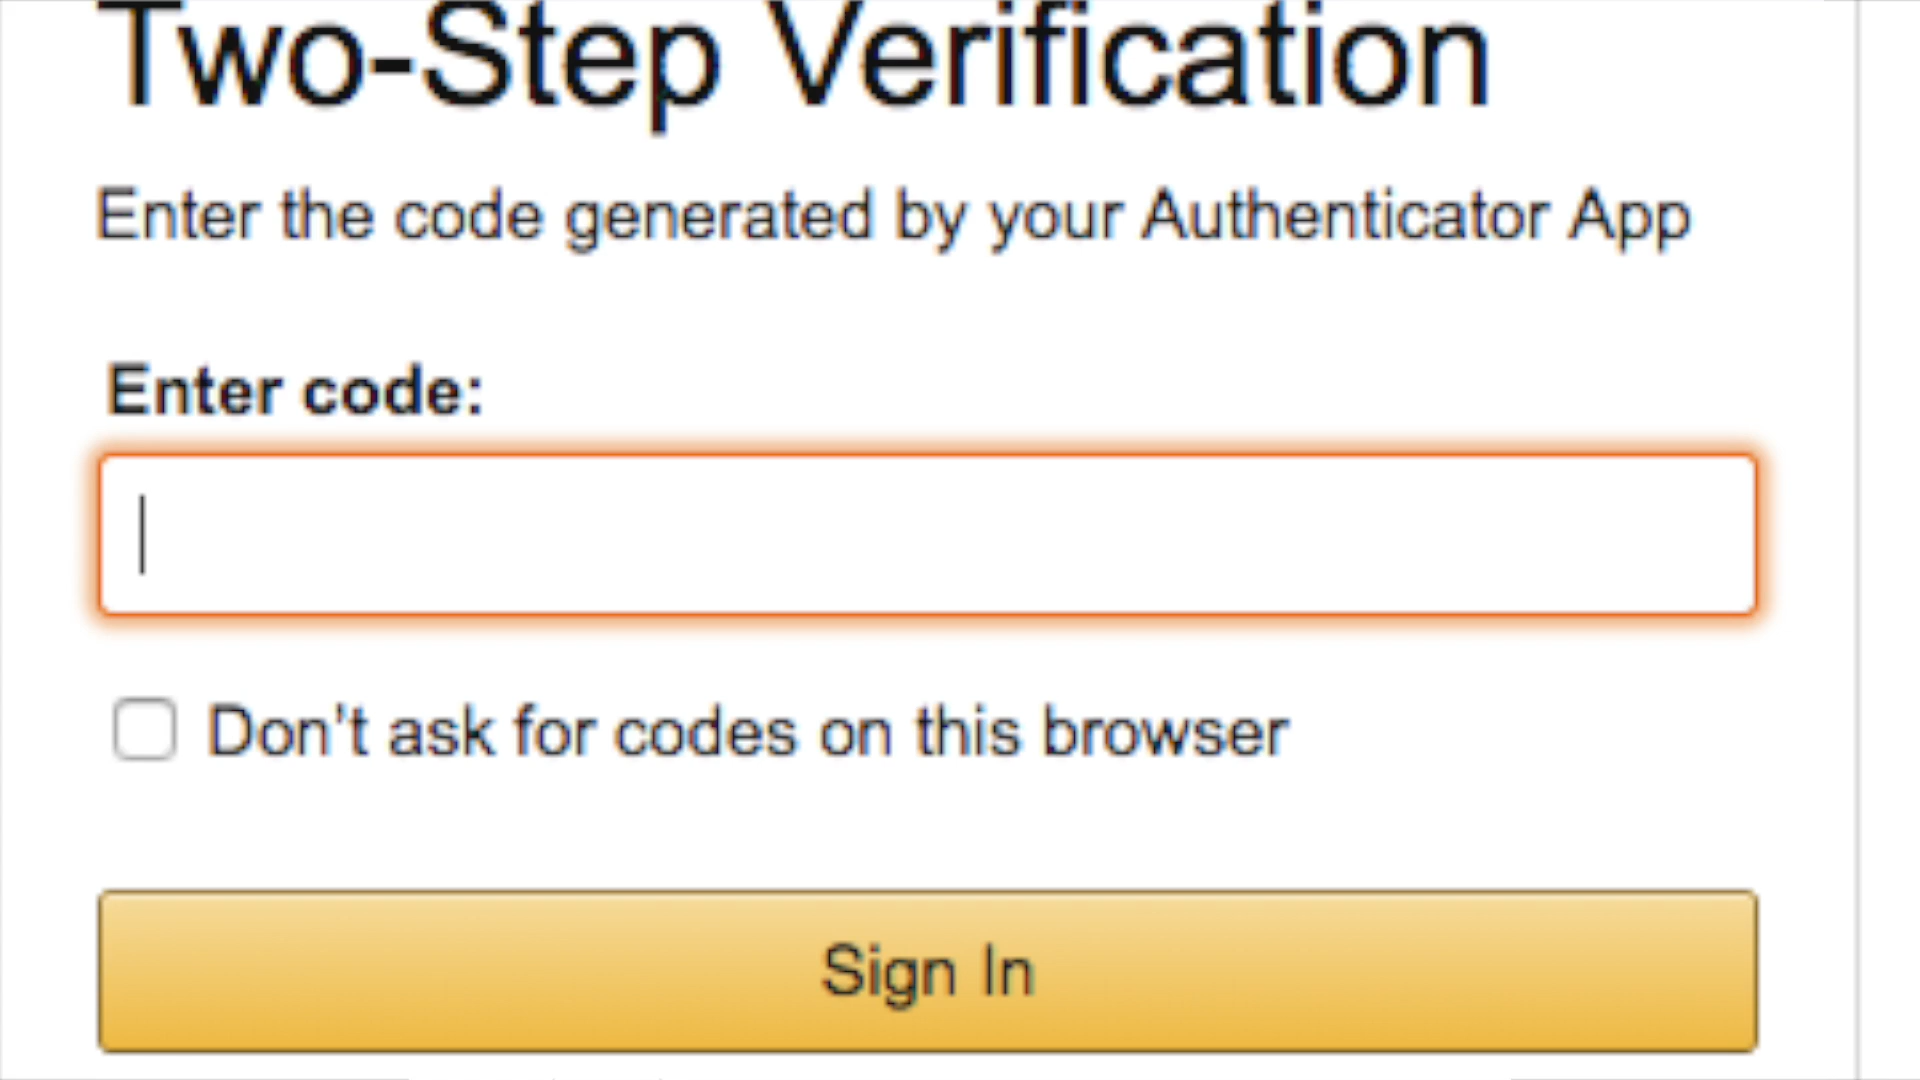 Two-Step Verification
Enter the code generated by your Authenticator App
Enter code:
Don't ask for codes on this browser
Sign In